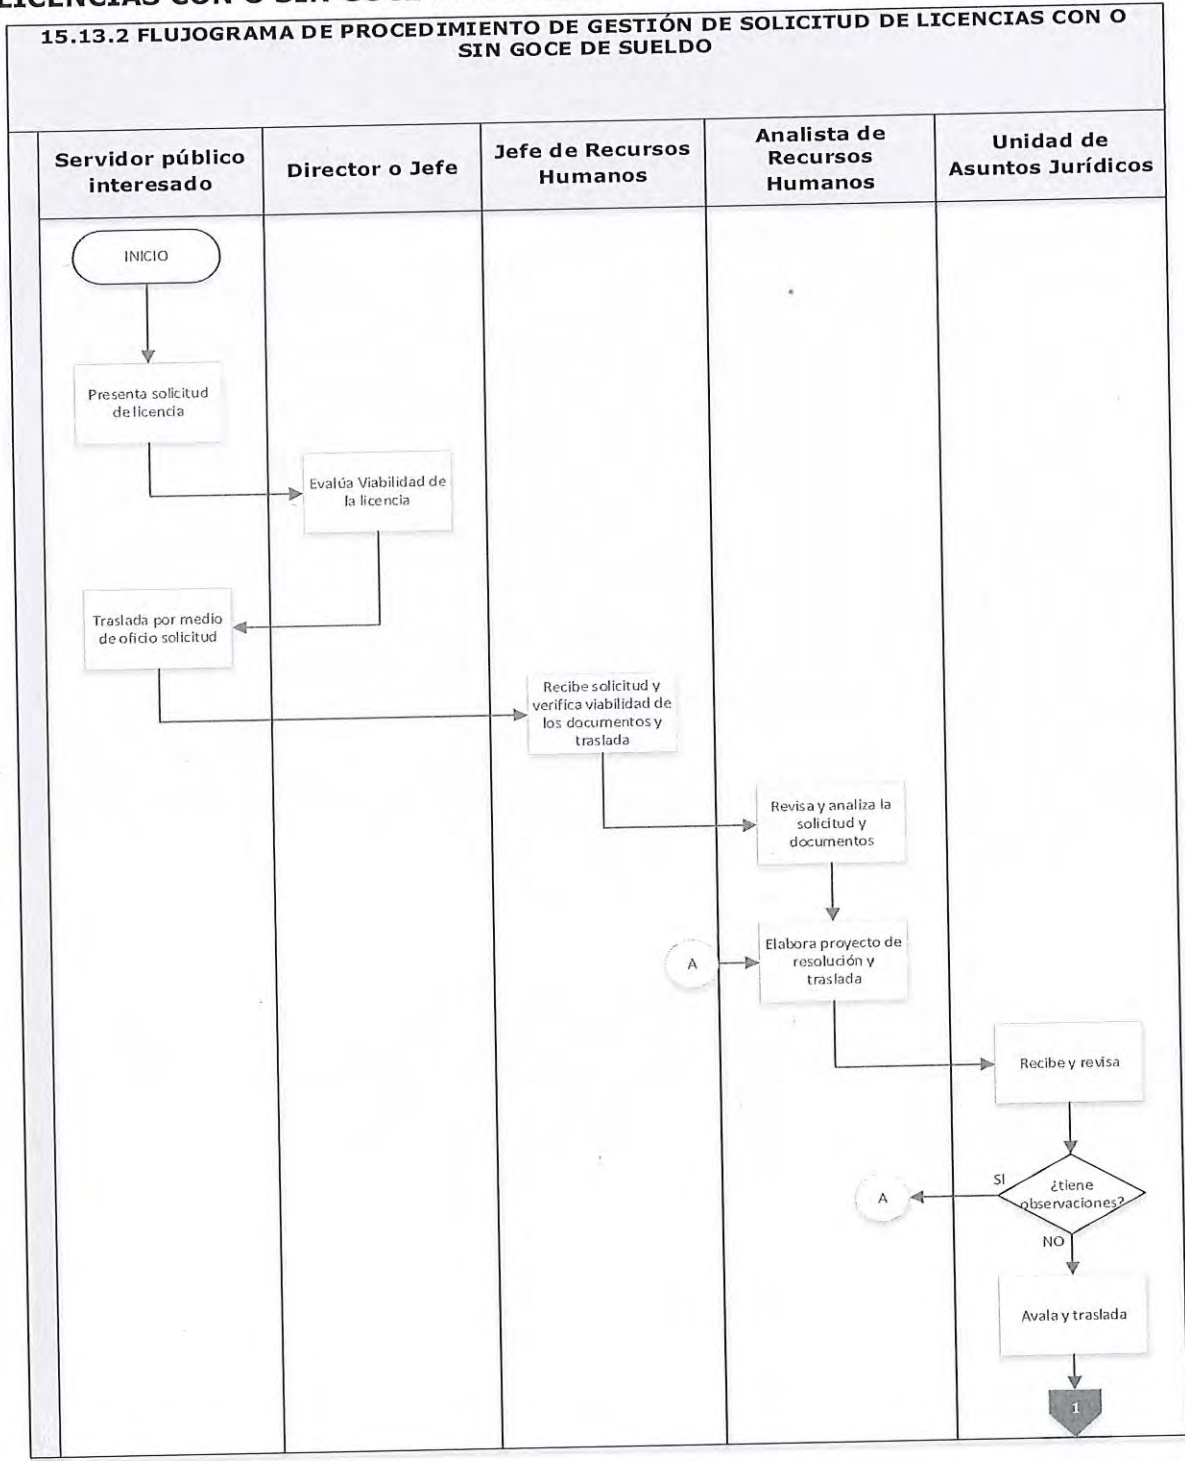 15.13.2 FLUJOGRAMA DE PROCEDIMIENTO DE GESTIÓN DE SOLICITUD DE LICENCIAS CON O
SIN GOCE DE SUELDO
Servidor público
interesado
Director o Jefe
Jefe de Recursos
Humanos
Analista de
Recursos
Humanos
Unidad de
Asuntos Jurídicos
INICIO
Presenta solicitud
de licencia
Evalúa Viabilidad de
la licencia
Traslada por medio
de oficio solicitud
Recibe solicitud y
verifica viabilidad de
los documentos y
traslada
Revisa y analiza la
solicitud y
documentos
A
Elabora proyecto de
resolución y
traslada
Recibe y revisa
¿tiene
observaciones?
SI
A
NO
Avala y traslada
1